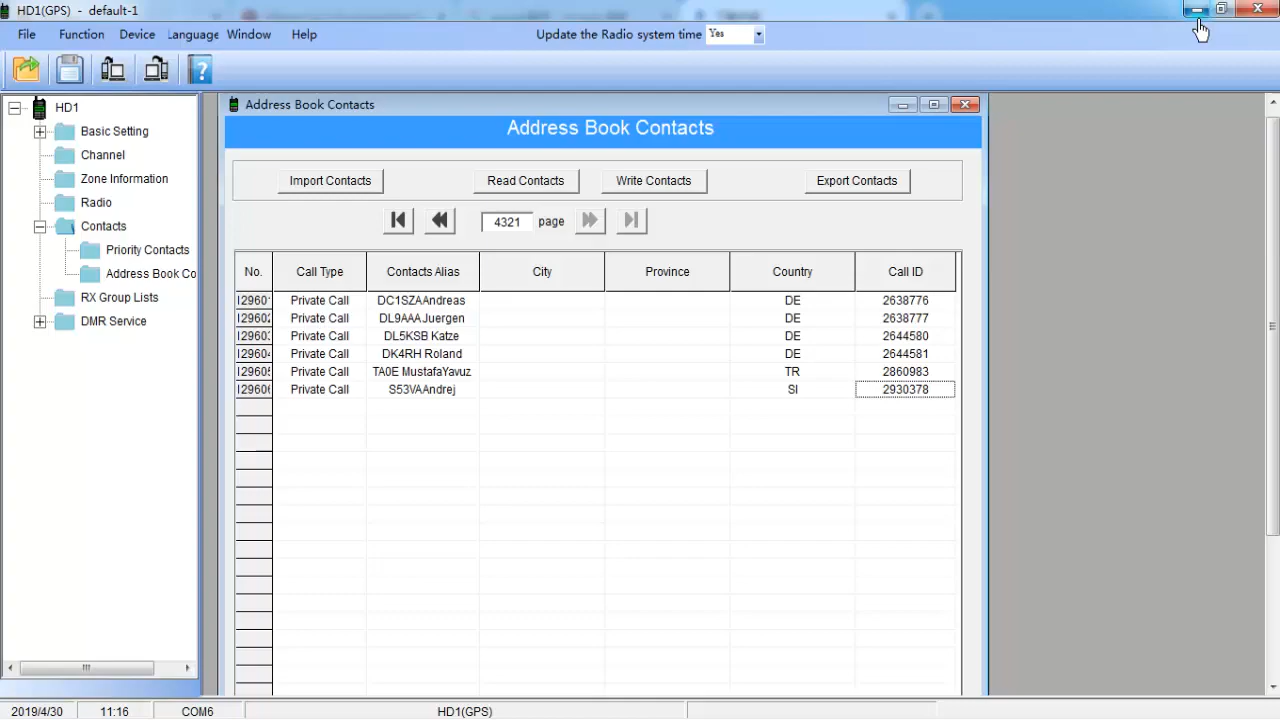 HD1(GPS) - default-1
File Function Device Language Window Help Update the Radio system time Yes
HD1
Basic Setting
Channel
Zone Information
Radio
Contacts
Priority Contacts
Address Book Co
RX Group Lists
DMR Service
Address Book Contacts
Address Book Contacts
Import Contacts Read Contacts Write Contacts Export Contacts
4321 page
No. Call Type Contacts Alias City Province Country Call ID
Private Call DC1SZAAndreas DE 2638776
Private Call DL9AAAJuergen DE 2638777
Private Call DL5KSB Katze DE 2644580
Private Call DK4RH Roland DE 2644581
Private Call TA0E MustafaYavuz TR 2860983
Private Call S53VAAndrej SI 2930378
2019/4/30 11:16 COM6 HD1(GPS)